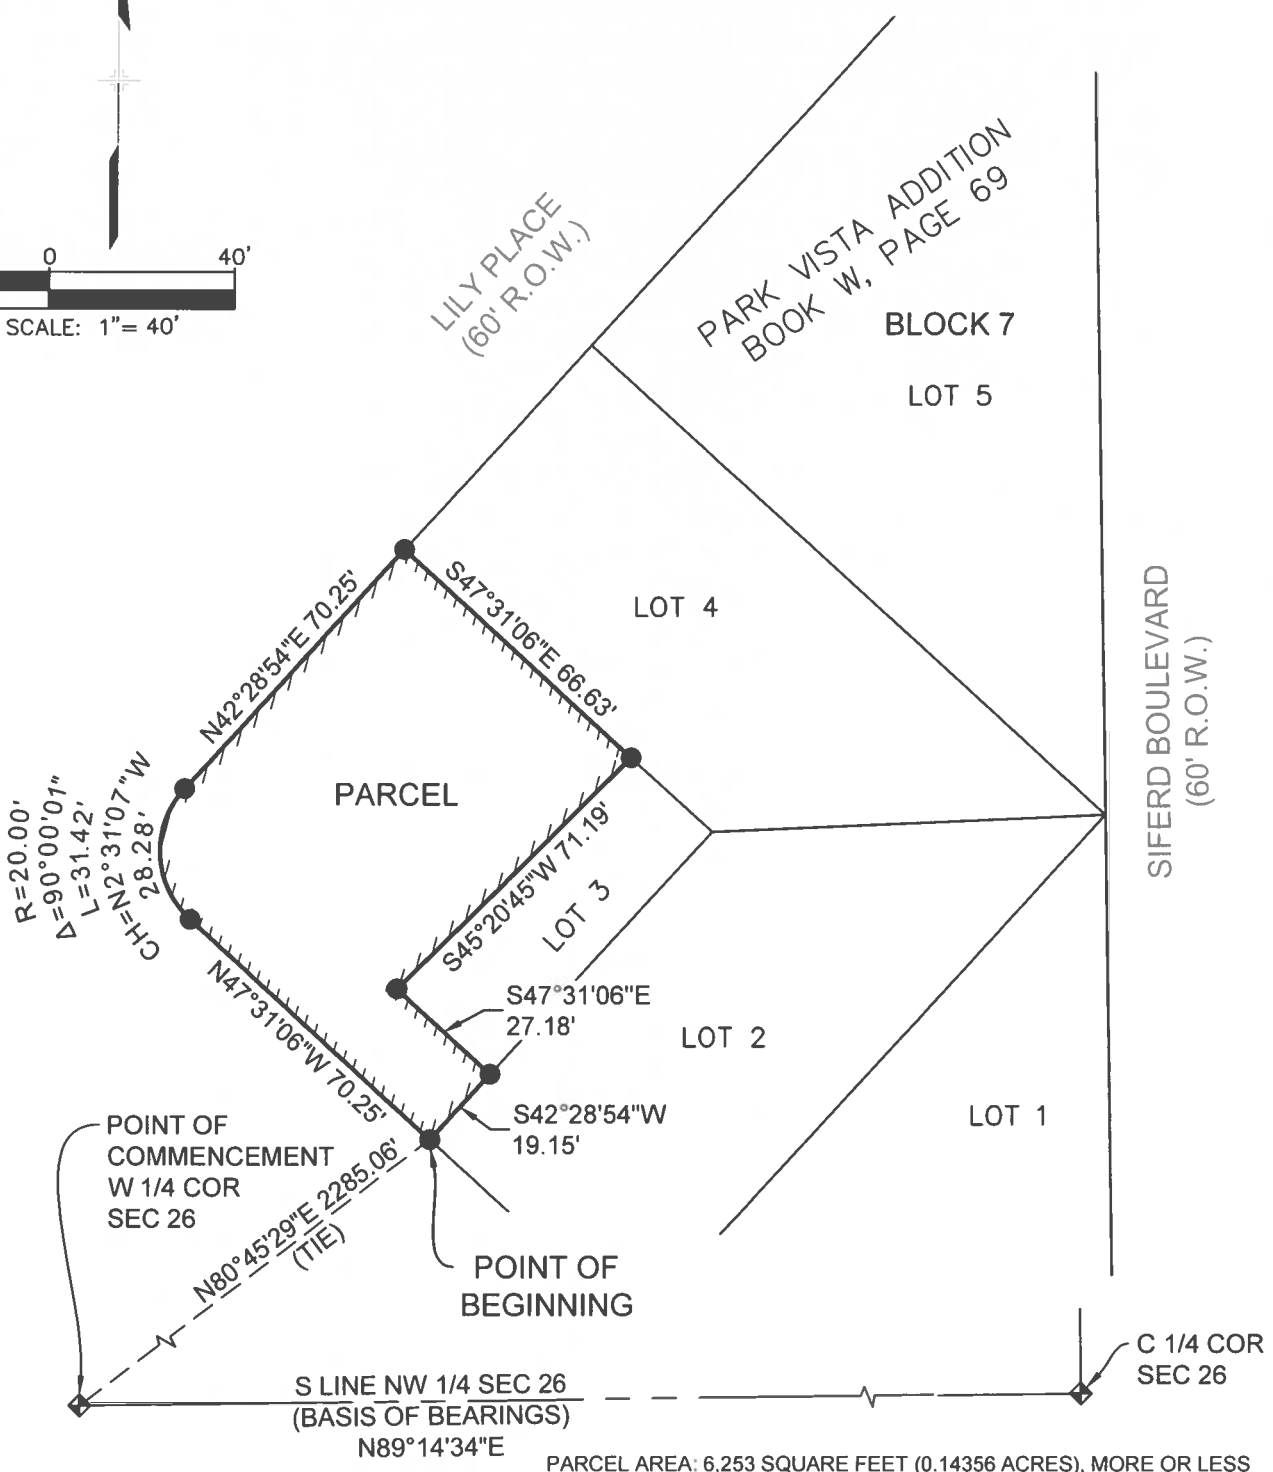 0 40'
SCALE: 1"= 40'
LILY PLACE
(60' R.O.W.)
PARK VISTA ADDITION
BOOK W, PAGE 69
BLOCK 7
LOT 5
LOT 4
SIFERD BOULEVARD
(60' R.O.W.)
N42°28'54"E 70.25'
S47°31'06"E 66.63'
PARCEL
R=20.00'
Δ=90°00'01"
L=31.42'
CH=N2°31'07"W
28.28'
S45°20'45"W 71.19'
LOT 3
N47°31'06"W 70.25'
S47°31'06"E
27.18'
LOT 2
S42°28'54"W
19.15'
LOT 1
POINT OF
COMMENCEMENT
W 1/4 COR
SEC 26
N80°45'29"E 2285.06'
(TIE)
POINT OF
BEGINNING
C 1/4 COR
SEC 26
S LINE NW 1/4 SEC 26
(BASIS OF BEARINGS)
N89°14'34"E
PARCEL AREA: 6,253 SQUARE FEET (0.14356 ACRES), MORE OR LESS